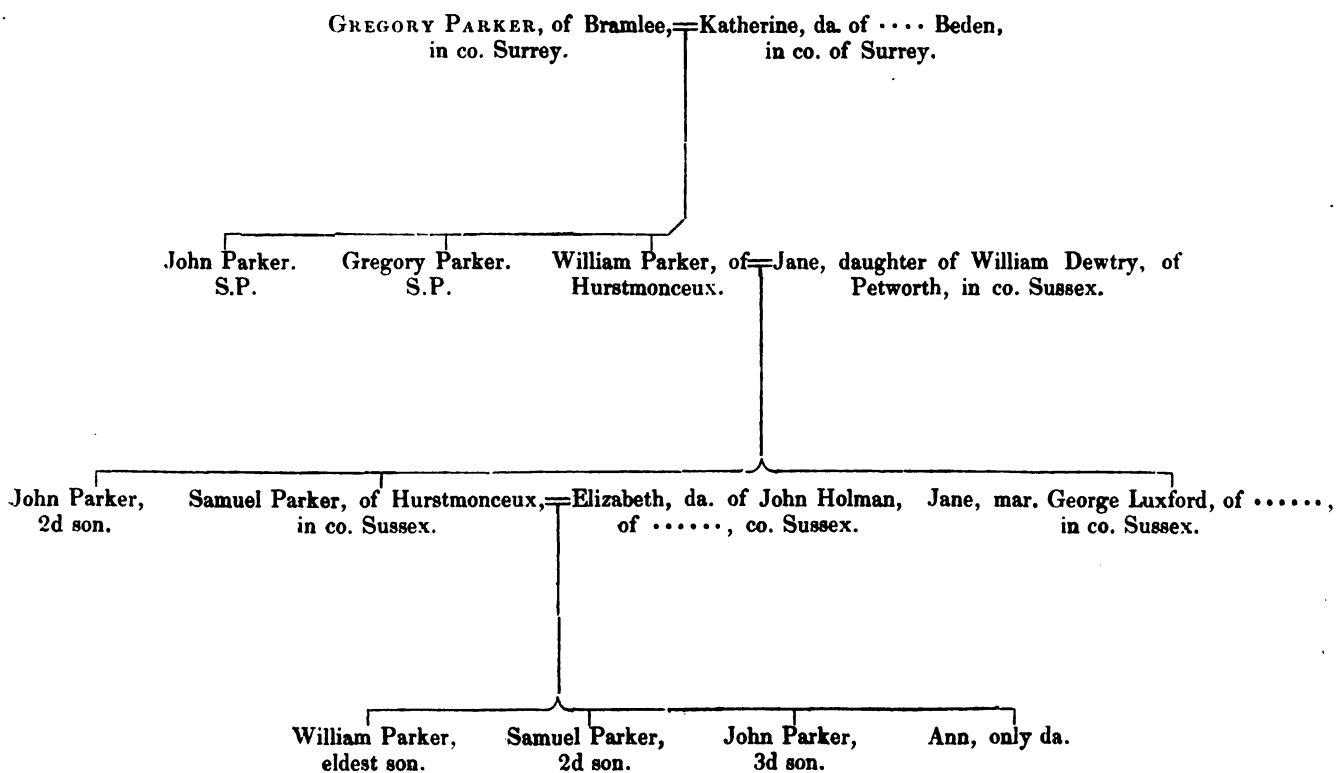 GREGORY PARKER, of Bramlee,=Katherine, da. of ···· Beden,
in co. Surrey. in co. of Surrey.
John Parker. Gregory Parker. William Parker, of=Jane, daughter of William Dewtry, of
S.P. S.P. Hurstmonceux. Petworth, in co. Sussex.
John Parker, Samuel Parker, of Hurstmonceux,=Elizabeth, da. of John Holman, Jane, mar. George Luxford, of ······,
2d son. in co. Sussex. of ······, co. Sussex. in co. Sussex.
William Parker, Samuel Parker, John Parker, Ann, only da.
eldest son. 2d son. 3d son.